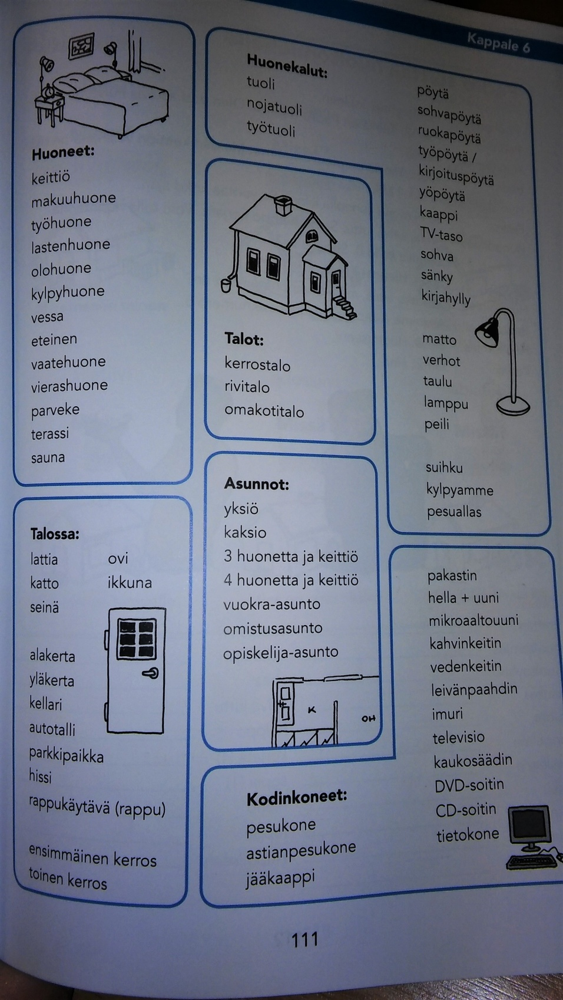 Kappale 6
Huoneet:
keittiö
makuuhuone
työhuone
lastenhuone
olohuone
kylpyhuone
vessa
eteinen
vaatehuone
vierashuone
parveke
terassi
sauna
Talossa:
lattia ovi
katto ikkuna
seinä
alakerta
yläkerta
kellari
autotalli
parkkipaikka
hissi
rappukäytävä (rappu)
ensimmäinen kerros
toinen kerros
Huonekalut:
tuoli
nojatuoli
työtuoli
pöytä
sohvapöytä
ruokapöytä
työpöytä /
kirjoituspöytä
yöpöytä
kaappi
TV-taso
sohva
sänky
kirjahylly
matto
verhot
taulu
lamppu
peili
suihku
kylpyamme
pesuallas
Talot:
kerrostalo
rivitalo
omakotitalo
Asunnot:
yksiö
kaksio
3 huonetta ja keittiö
4 huonetta ja keittiö
vuokra-asunto
omistusasunto
opiskelija-asunto
K
OH
Kodinkoneet:
pesukone
astianpesukone
jääkaappi
pakastin
hella + uuni
mikroaaltouuni
kahvinkeitin
vedenkeitin
leivänpaahdin
imuri
televisio
kaukosäädin
DVD-soitin
CD-soitin
tietokone
111